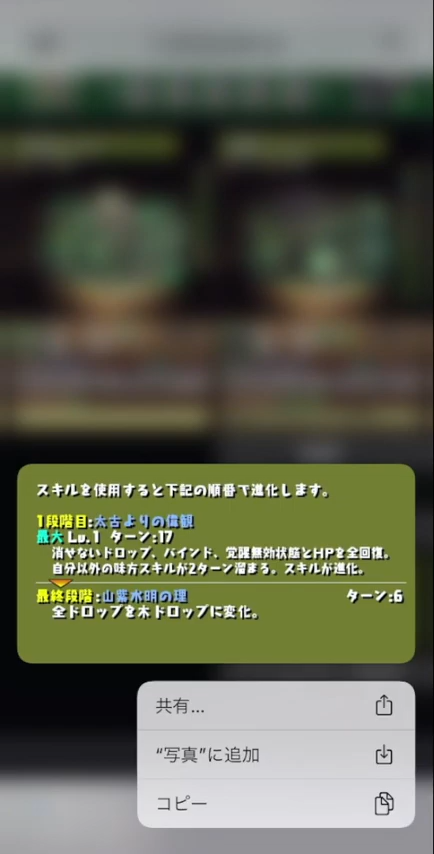 スキルを使用すると下記の順番で進化します。
1段階目:太古よりの偉観
最大 Lv.1 ターン:17
消せないドロップ、バインド、覚醒無効状態とHPを全回復。
自分以外の味方スキルが2ターン溜まる。スキルが進化。
最終段階:山紫水明の理 ターン:6
全ドロップを木ドロップに変化。
共有...
“写真”に追加
コピー